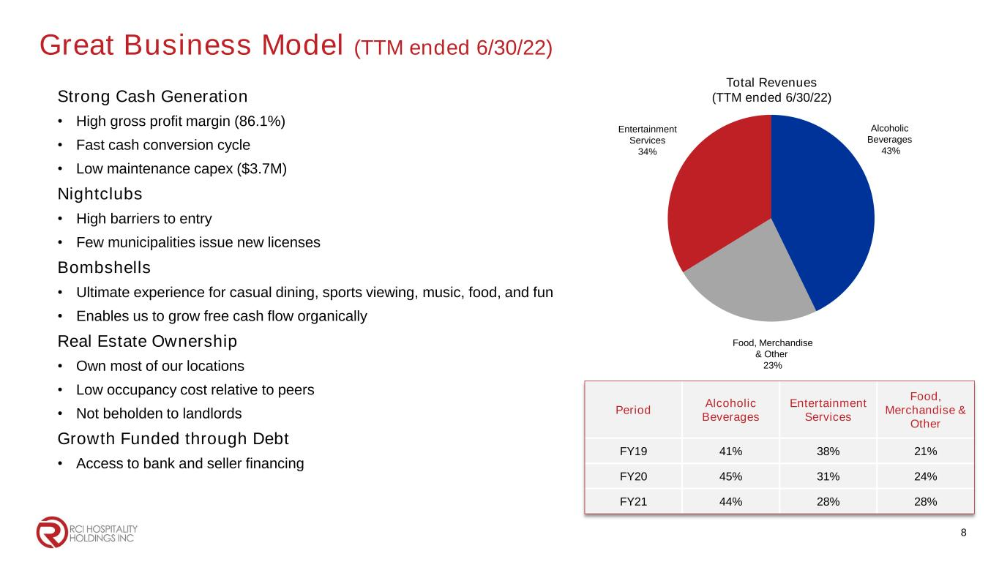 Great Business Model (TTM ended 6/30/22)
Strong Cash Generation
• High gross profit margin (86.1%)
• Fast cash conversion cycle
• Low maintenance capex ($3.7M)
Nightclubs
• High barriers to entry
• Few municipalities issue new licenses
Bombshells
• Ultimate experience for casual dining, sports viewing, music, food, and fun
• Enables us to grow free cash flow organically
Real Estate Ownership
• Own most of our locations
• Low occupancy cost relative to peers
• Not beholden to landlords
Growth Funded through Debt
• Access to bank and seller financing
Total Revenues
(TTM ended 6/30/22)
Entertainment
Services
34%
Alcoholic
Beverages
43%
Food, Merchandise
& Other
23%
Period
Alcoholic
Beverages
Entertainment
Services
Food,
Merchandise &
Other
FY19 41% 38% 21%
FY20 45% 31% 24%
FY21 44% 28% 28%
RCI HOSPITALITY
HOLDINGS INC
8